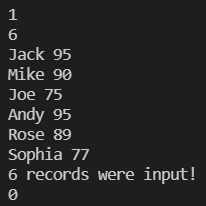 1
6
Jack 95
Mike 90
Joe 75
Andy 95
Rose 89
Sophia 77
6 records were input!
0